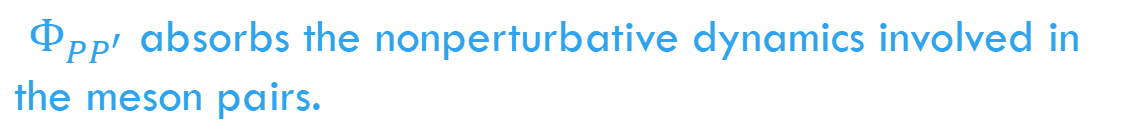 Φ_{PP′} absorbs the nonperturbative dynamics involved in
the meson pairs.